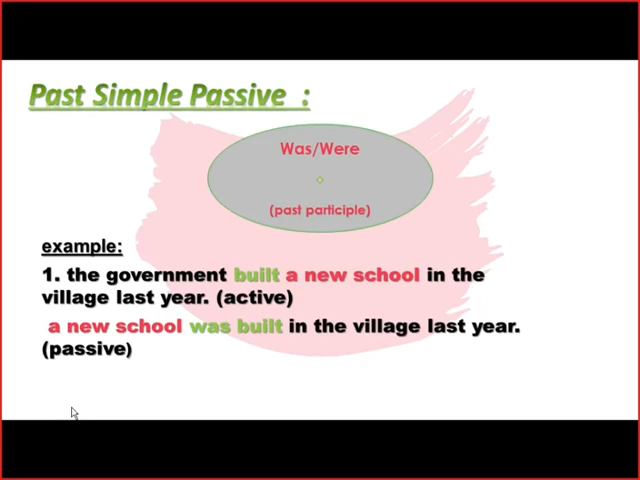 Past Simple Passive :
Was/Were
(past participle)
example:
1. the government built a new school in the
village last year. (active)
a new school was built in the village last year.
(passive)